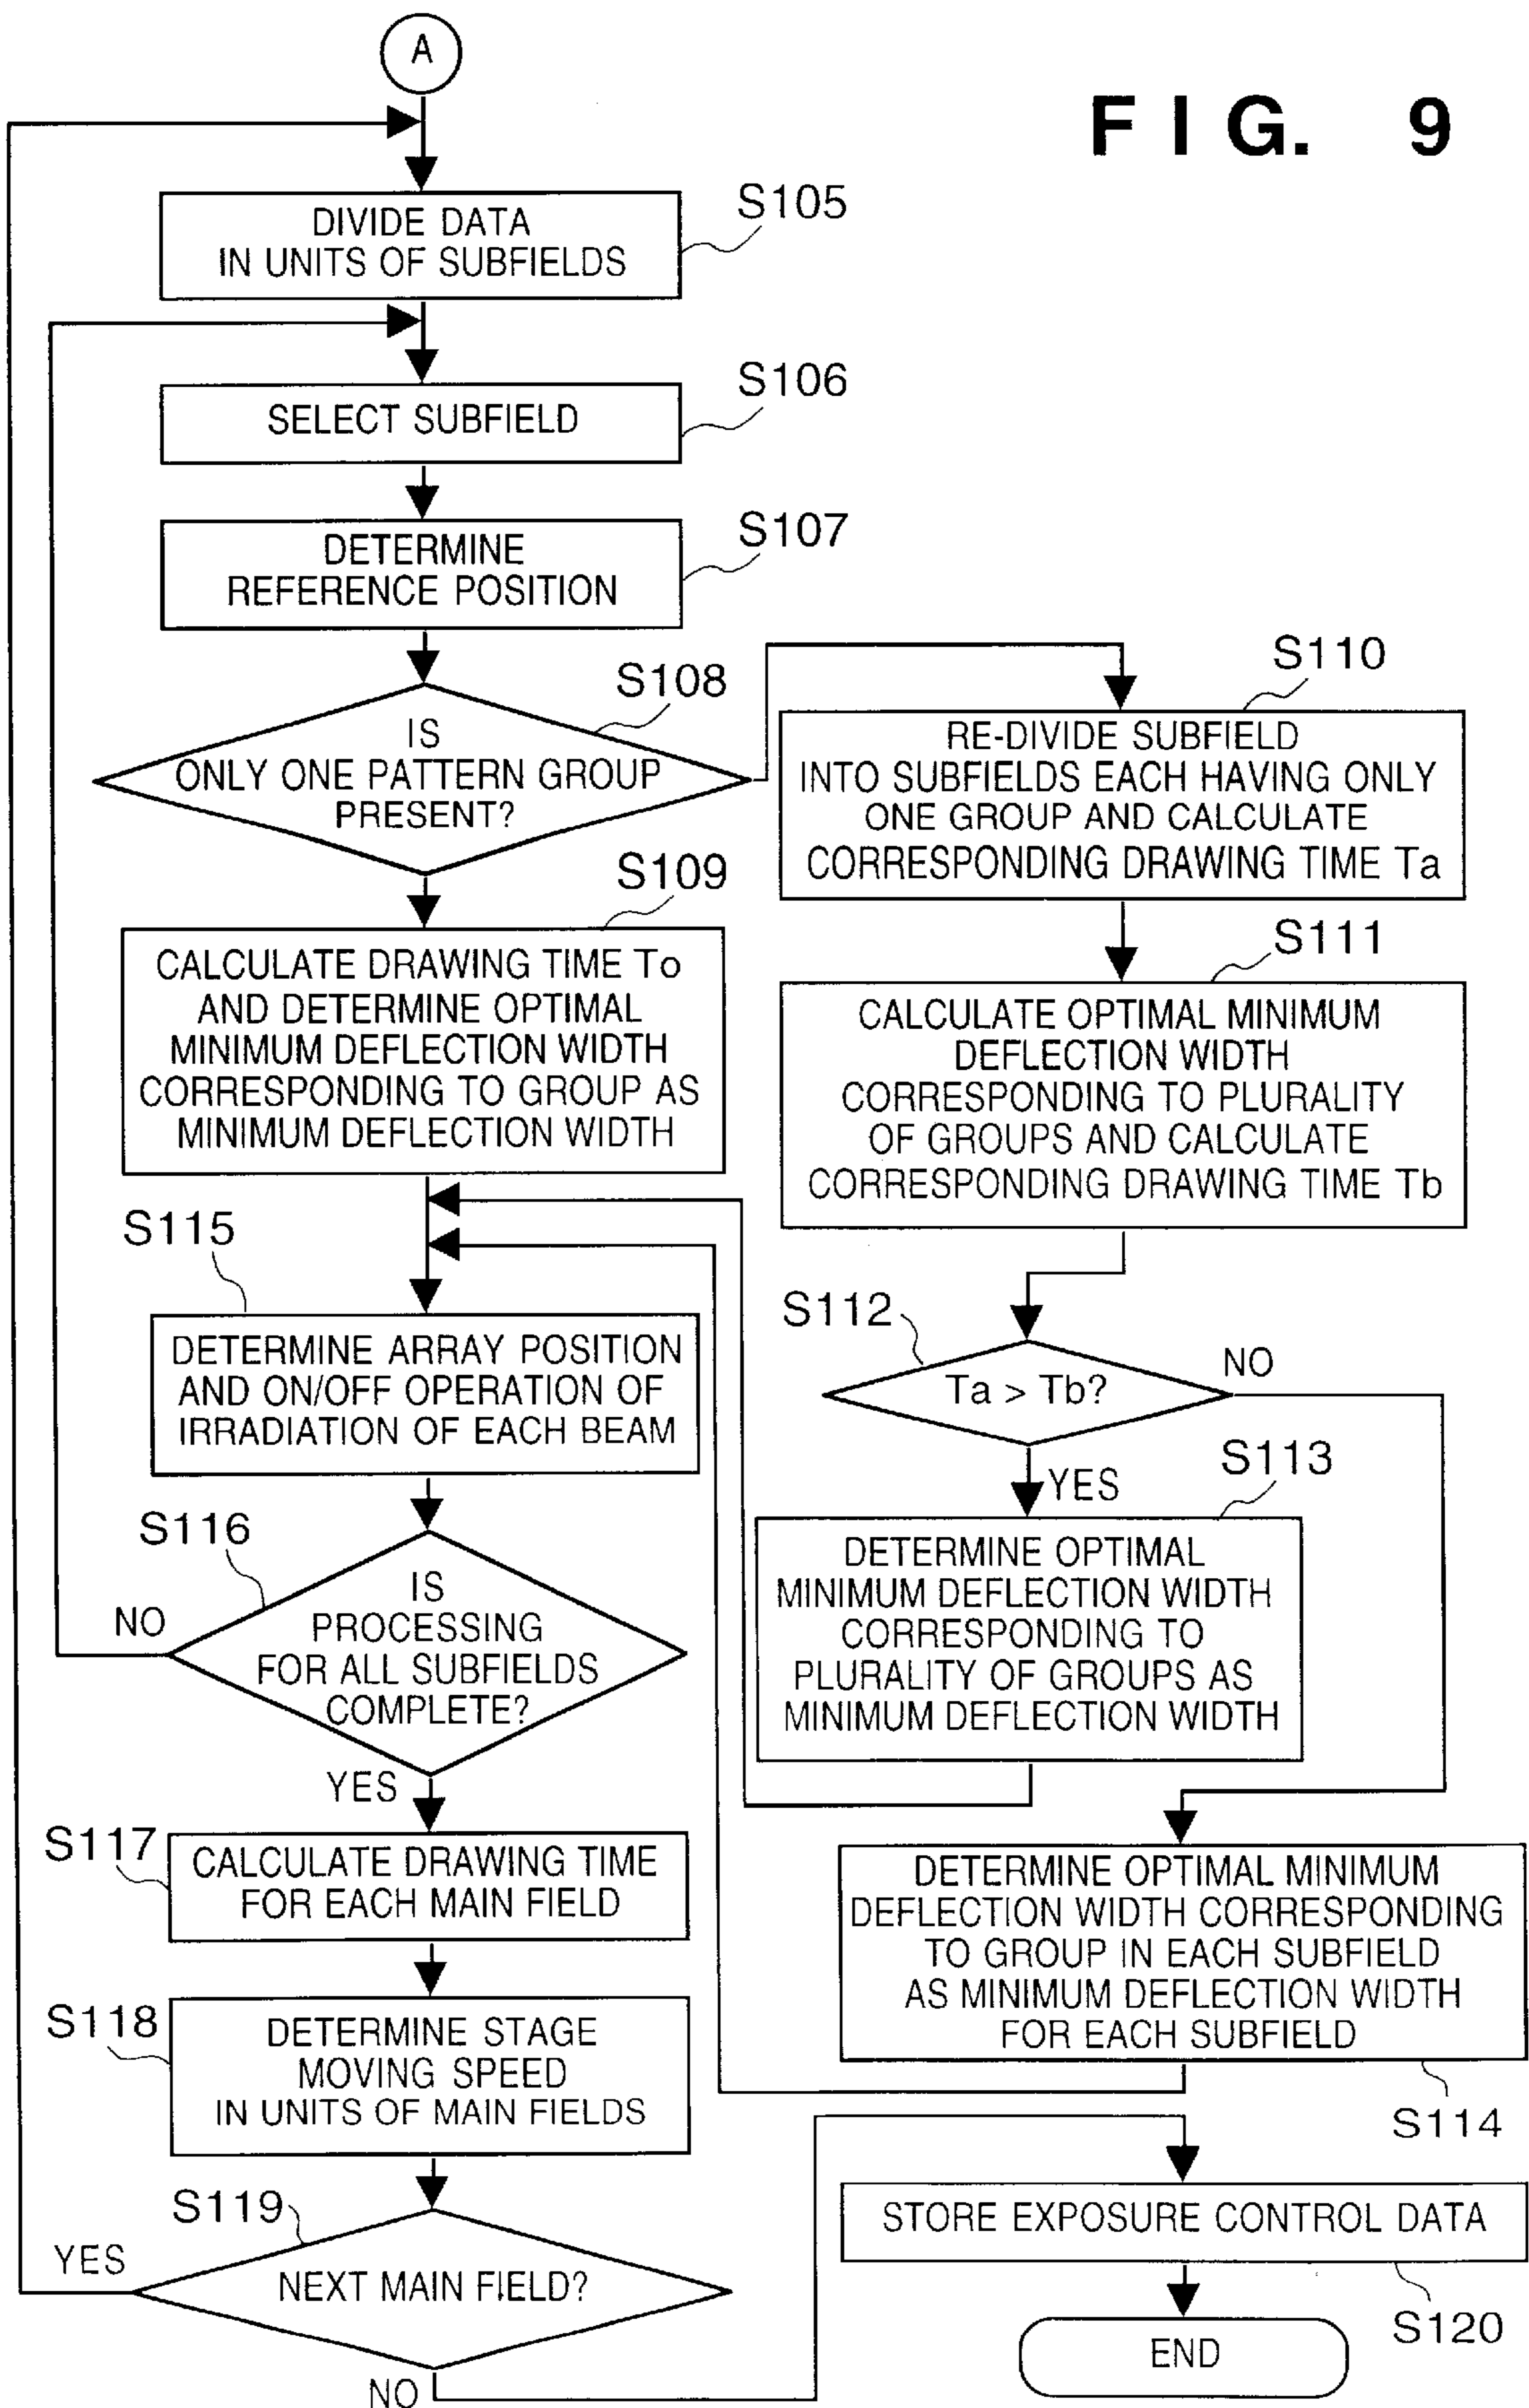 A
F I G. 9
S105
DIVIDE DATA
IN UNITS OF SUBFIELDS
S106
SELECT SUBFIELD
S107
DETERMINE
REFERENCE POSITION
S108
IS
ONLY ONE PATTERN GROUP
PRESENT?
S110
RE-DIVIDE SUBFIELD
INTO SUBFIELDS EACH HAVING ONLY
ONE GROUP AND CALCULATE
CORRESPONDING DRAWING TIME Ta
S109
CALCULATE DRAWING TIME To
AND DETERMINE OPTIMAL
MINIMUM DEFLECTION WIDTH
CORRESPONDING TO GROUP AS
MINIMUM DEFLECTION WIDTH
S111
CALCULATE OPTIMAL MINIMUM
DEFLECTION WIDTH
CORRESPONDING TO PLURALITY
OF GROUPS AND CALCULATE
CORRESPONDING DRAWING TIME Tb
S112
Ta > Tb?
NO
YES
S113
DETERMINE OPTIMAL
MINIMUM DEFLECTION WIDTH
CORRESPONDING TO
PLURALITY OF GROUPS AS
MINIMUM DEFLECTION WIDTH
DETERMINE OPTIMAL MINIMUM
DEFLECTION WIDTH CORRESPONDING
TO GROUP IN EACH SUBFIELD
AS MINIMUM DEFLECTION WIDTH
FOR EACH SUBFIELD
S114
S115
DETERMINE ARRAY POSITION
AND ON/OFF OPERATION OF
IRRADIATION OF EACH BEAM
S116
NO
IS
PROCESSING
FOR ALL SUBFIELDS
COMPLETE?
YES
S117
CALCULATE DRAWING TIME
FOR EACH MAIN FIELD
S118
DETERMINE STAGE
MOVING SPEED
IN UNITS OF MAIN FIELDS
S119
YES
NEXT MAIN FIELD?
NO
STORE EXPOSURE CONTROL DATA
S120
END